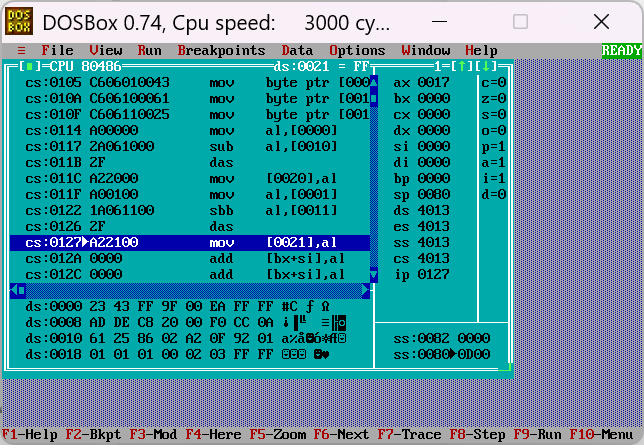 DOSBox 0.74, Cpu speed:    3000 cy...
≡ File View Run Breakpoints Data Options Window Help READY
[■]=CPU 80486 ds:0021 = FF 1=[↑][↓]
cs:0105 C606010043 mov byte ptr [000 ax 0017 c=0
cs:010A C606100061 mov byte ptr [001 bx 0000 z=0
cs:010F C606110025 mov byte ptr [001 cx 0000 s=0
cs:0114 A00000 mov al,[0000] dx 0000 o=0
cs:0117 2A061000 sub al,[0010] si 0000 p=1
cs:011B 2F das di 0000 a=1
cs:011C A22000 mov [0020],al bp 0000 i=1
cs:011F A00100 mov al,[0001] sp 0080 d=0
cs:0122 1A061100 sbb al,[0011] ds 4013
cs:0126 2F das es 4013
cs:0127►A22100 mov [0021],al ss 4013
cs:012A 0000 add [bx+si],al cs 4013
cs:012C 0000 add [bx+si],al ip 0127
ds:0000 23 43 FF 9F 00 EA FF FF #C ƒ Ω
ds:0008 AD DE C8 20 00 F0 CC 0A
ds:0010 61 25 86 02 A2 0F 92 01
ss:0082 0000
ds:0018 01 01 01 00 02 03 FF FF ☺☺☺ ☻♥
ss:0080►0D00
F1-Help F2-Bkpt F3-Mod F4-Here F5-Zoom F6-Next F7-Trace F8-Step F9-Run F10-Menu